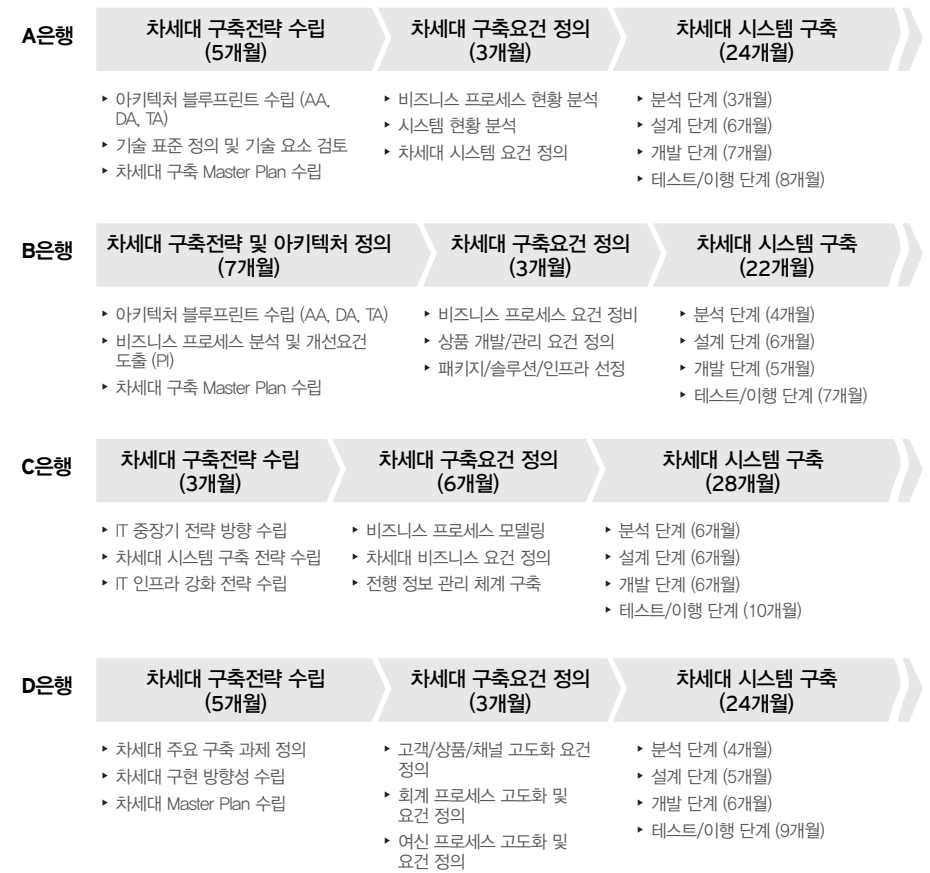 A은행
차세대 구축전략 수립
(5개월)
차세대 구축요건 정의
(3개월)
차세대 시스템 구축
(24개월)
▸ 아키텍처 블루프린트 수립 (AA,
DA, TA)
▸ 기술 표준 정의 및 기술 요소 검토
▸ 차세대 구축 Master Plan 수립
▸ 비즈니스 프로세스 현황 분석
▸ 시스템 현황 분석
▸ 차세대 시스템 요건 정의
▸ 분석 단계 (3개월)
▸ 설계 단계 (6개월)
▸ 개발 단계 (7개월)
▸ 테스트/이행 단계 (8개월)
B은행
차세대 구축전략 및 아키텍처 정의
(7개월)
차세대 구축요건 정의
(3개월)
차세대 시스템 구축
(22개월)
▸ 아키텍처 블루프린트 수립 (AA, DA, TA)
▸ 비즈니스 프로세스 분석 및 개선요건
도출 (PI)
▸ 차세대 구축 Master Plan 수립
▸ 비즈니스 프로세스 요건 정비
▸ 상품 개발/관리 요건 정의
▸ 패키지/솔루션/인프라 선정
▸ 분석 단계 (4개월)
▸ 설계 단계 (6개월)
▸ 개발 단계 (5개월)
▸ 테스트/이행 단계 (7개월)
C은행
차세대 구축전략 수립
(3개월)
차세대 구축요건 정의
(6개월)
차세대 시스템 구축
(28개월)
▸ IT 중장기 전략 방향 수립
▸ 차세대 시스템 구축 전략 수립
▸ IT 인프라 강화 전략 수립
▸ 비즈니스 프로세스 모델링
▸ 차세대 비즈니스 요건 정의
▸ 전행 정보 관리 체계 구축
▸ 분석 단계 (6개월)
▸ 설계 단계 (6개월)
▸ 개발 단계 (6개월)
▸ 테스트/이행 단계 (10개월)
D은행
차세대 구축전략 수립
(5개월)
차세대 구축요건 정의
(3개월)
차세대 시스템 구축
(24개월)
▸ 차세대 주요 구축 과제 정의
▸ 차세대 구현 방향성 수립
▸ 차세대 Master Plan 수립
▸ 고객/상품/채널 고도화 요건
정의
▸ 회계 프로세스 고도화 및
요건 정의
▸ 여신 프로세스 고도화 및
요건 정의
▸ 분석 단계 (4개월)
▸ 설계 단계 (5개월)
▸ 개발 단계 (6개월)
▸ 테스트/이행 단계 (9개월)